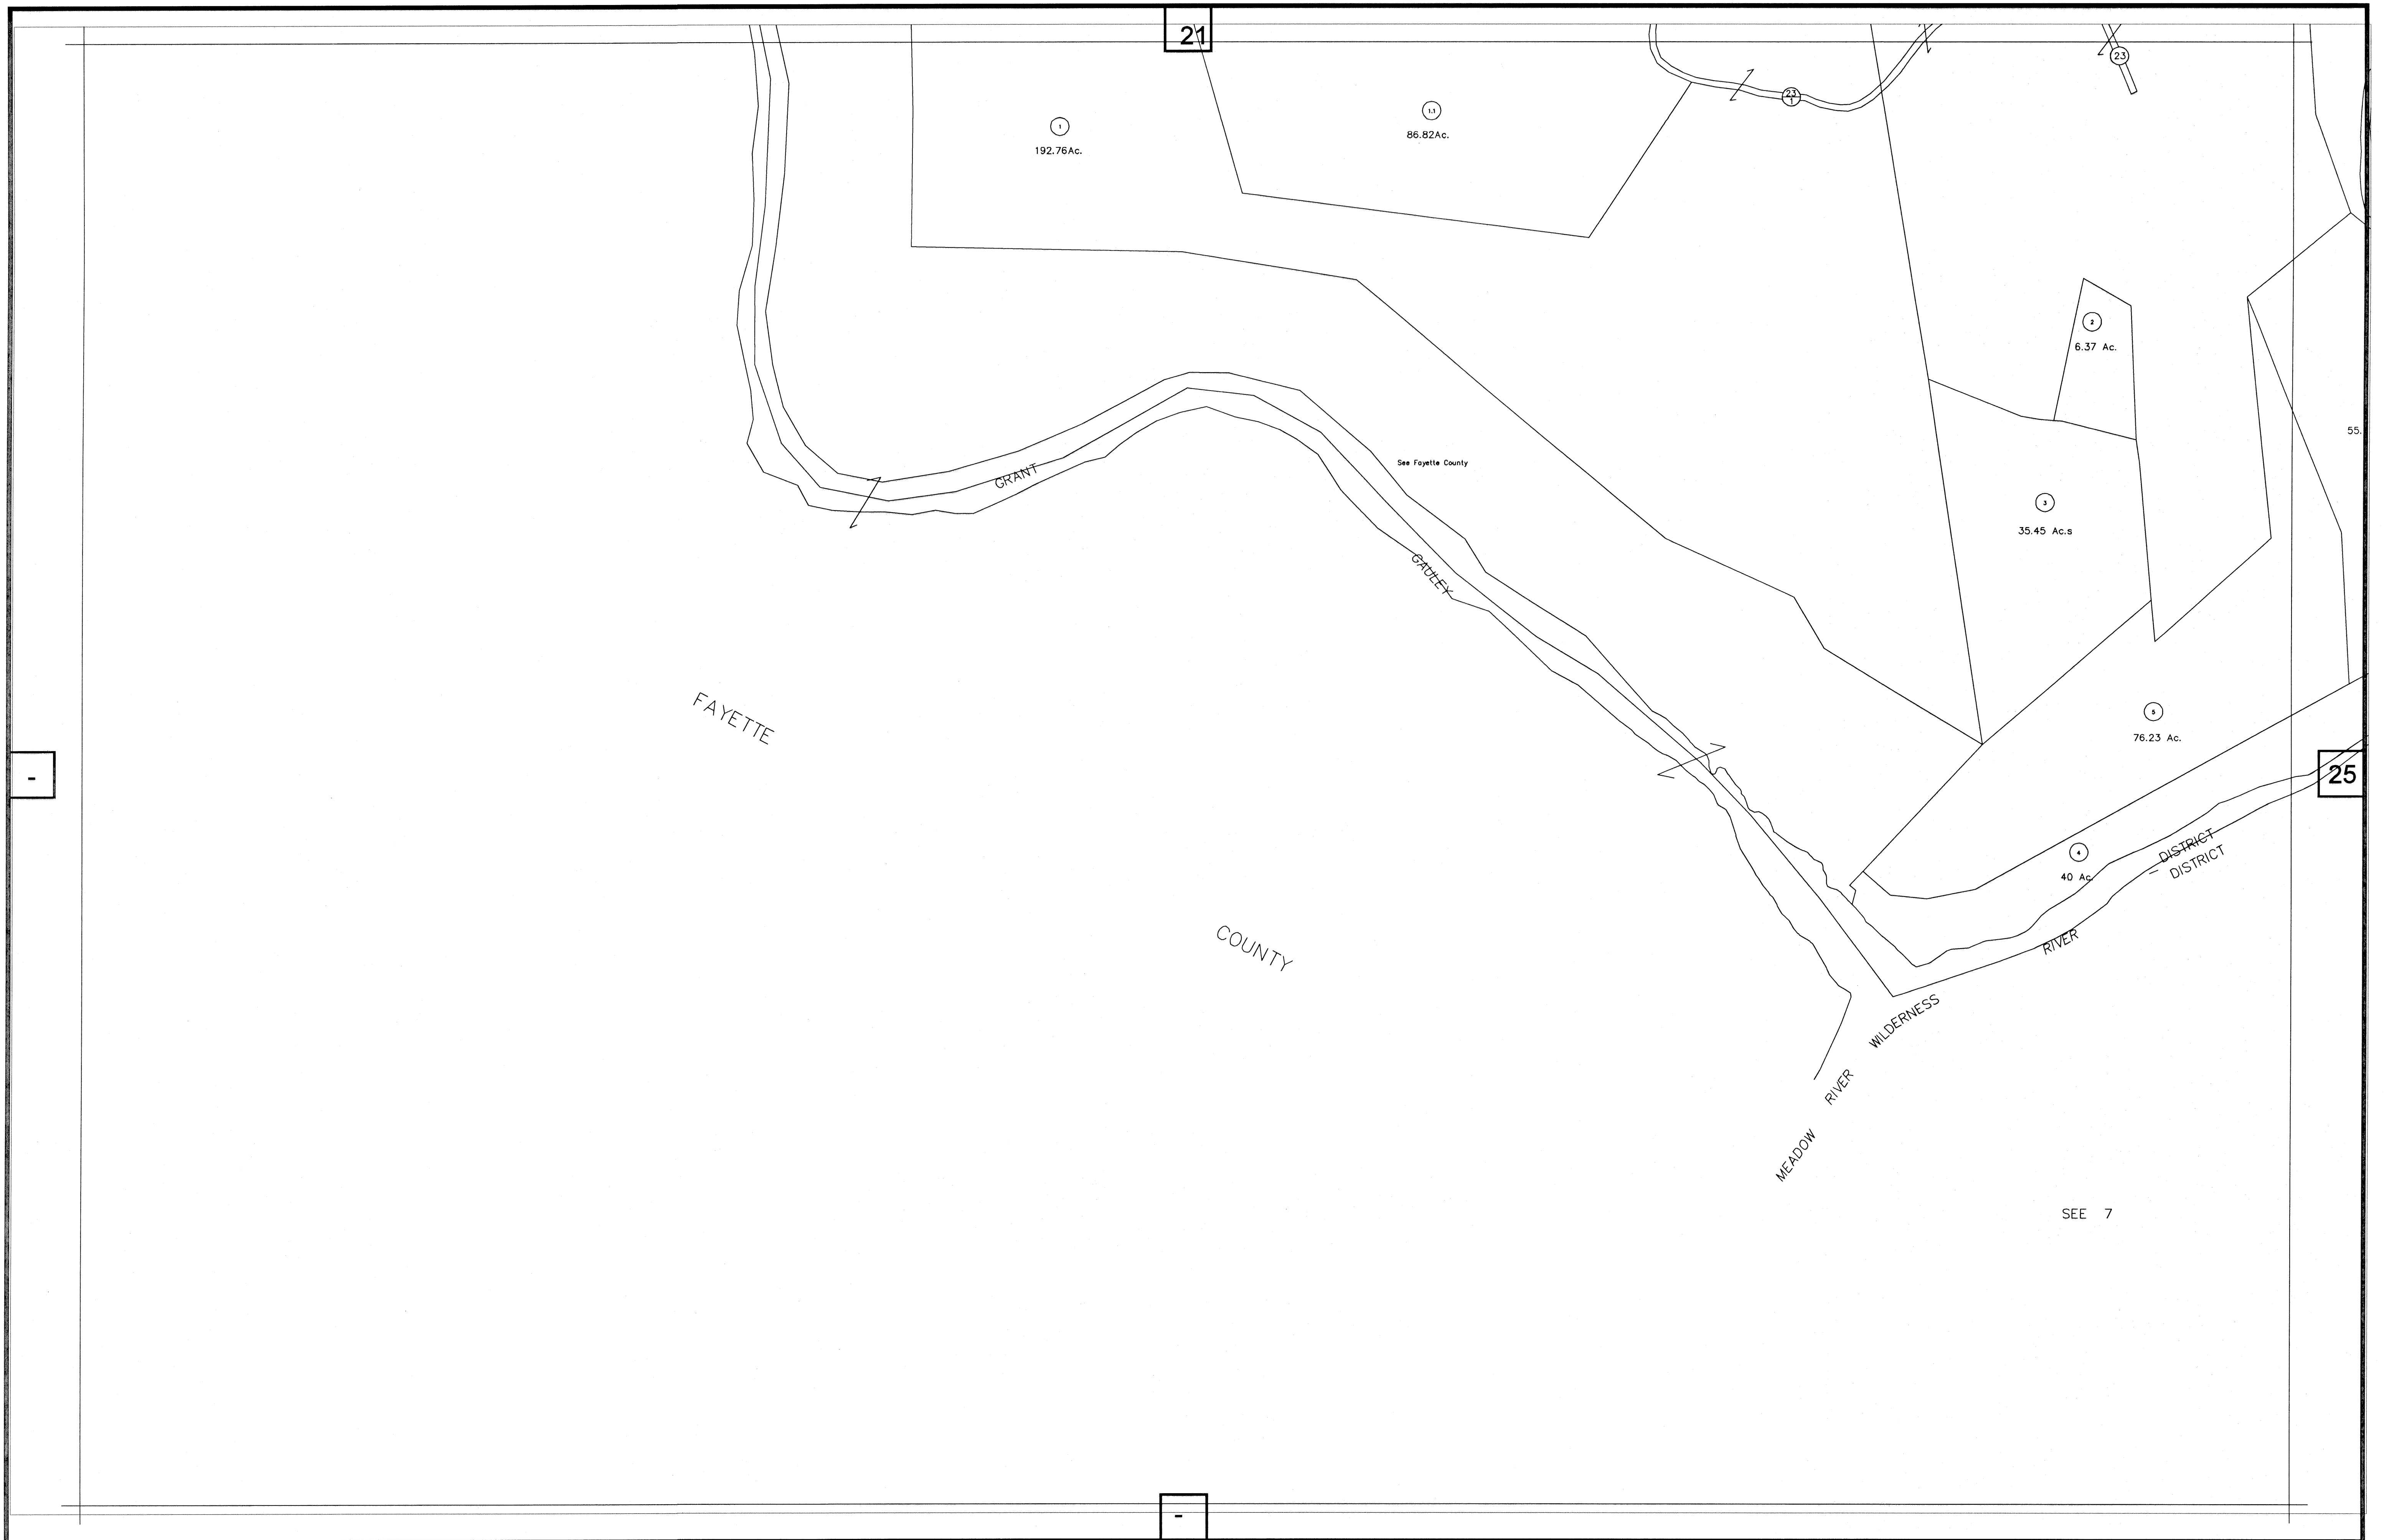 21
23
23
1
1
192.76Ac.
1.1
86.82Ac.
2
6.37 Ac.
55.
See Fayette County
GRANT
3
35.45 Ac.s
GAULEY
FAYETTE
5
76.23 Ac.
-
25
4
40 Ac
DISTRICT
DISTRICT
COUNTY
RIVER
WILDERNESS
RIVER
MEADOW
SEE 7
-